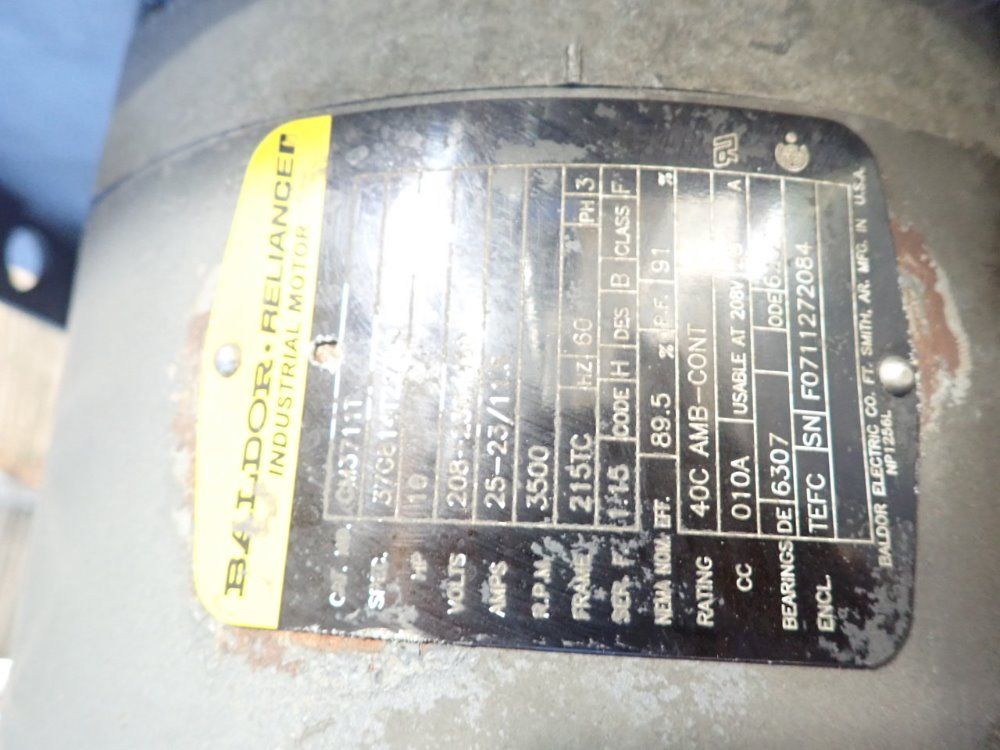 BALDOR • RELIANCE
INDUSTRIAL MOTOR
CAT. NO. 3711T
SPEC.
HP 10
VOLTS 208-23
AMPS 25-23/11.
R.P.M. 3500
FRAME 215TC HZ 60 PH 3
SER. F. 1.15 CODE H DES B CLASS F
NEMA NOM. EFF. 89.5 % P.F. 91 %
RATING 40C AMB-CONT
CC 010A USABLE AT 208V A
BEARINGS DE 6307 ODE
ENCL. TEFC SN F0711272084
BALDOR ELECTRIC CO. FT. SMITH, AR. MFG. IN U.S.A.
NP1256L